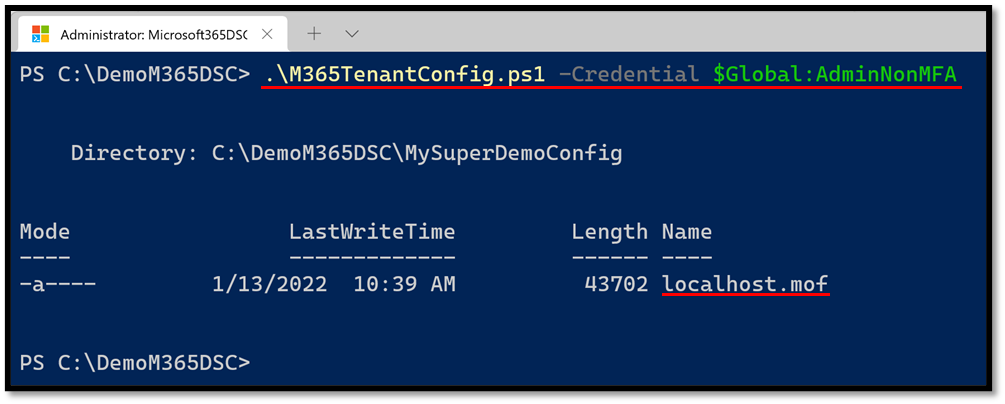 Administrator: Microsoft365DSC
PS C:\DemoM365DSC> .\M365TenantConfig.ps1 -Credential $Global:AdminNonMFA
Directory: C:\DemoM365DSC\MySuperDemoConfig
Mode LastWriteTime Length Name
---- ------------- ------ ----
-a---- 1/13/2022 10:39 AM 43702 localhost.mof
PS C:\DemoM365DSC>